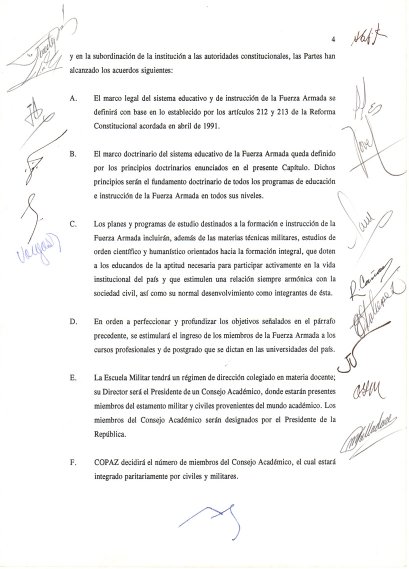 4
y en la subordinación de la institución a las autoridades constitucionales, las Partes han
alcanzado los acuerdos siguientes:
A. El marco legal del sistema educativo y de instrucción de la Fuerza Armada se
definirá con base en lo establecido por los artículos 212 y 213 de la Reforma
Constitucional acordada en abril de 1991.
B. El marco doctrinario del sistema educativo de la Fuerza Armada queda definido
por los principios doctrinarios enunciados en el presente Capítulo. Dichos
principios serán el fundamento doctrinario de todos los programas de educación
e instrucción de la Fuerza Armada en todos sus niveles.
C. Los planes y programas de estudio destinados a la formación e instrucción de la
Fuerza Armada incluirán, además de las materias técnicas militares, estudios de
orden científico y humanístico orientados hacia la formación integral, que doten
a los educandos de la aptitud necesaria para participar activamente en la vida
institucional del país y que estimulen una relación siempre armónica con la
sociedad civil, así como su normal desenvolvimiento como integrantes de ésta.
D. En orden a perfeccionar y profundizar los objetivos señalados en el párrafo
precedente, se estimulará el ingreso de los miembros de la Fuerza Armada a los
cursos profesionales y de postgrado que se dictan en las universidades del país.
E. La Escuela Militar tendrá un régimen de dirección colegiado en materia docente;
su Director será el Presidente de un Consejo Académico, donde estarán presentes
miembros del estamento militar y civiles provenientes del mundo académico. Los
miembros del Consejo Académico serán designados por el Presidente de la
República.
F. COPAZ decidirá el número de miembros del Consejo Académico, el cual estará
integrado paritariamente por civiles y militares.